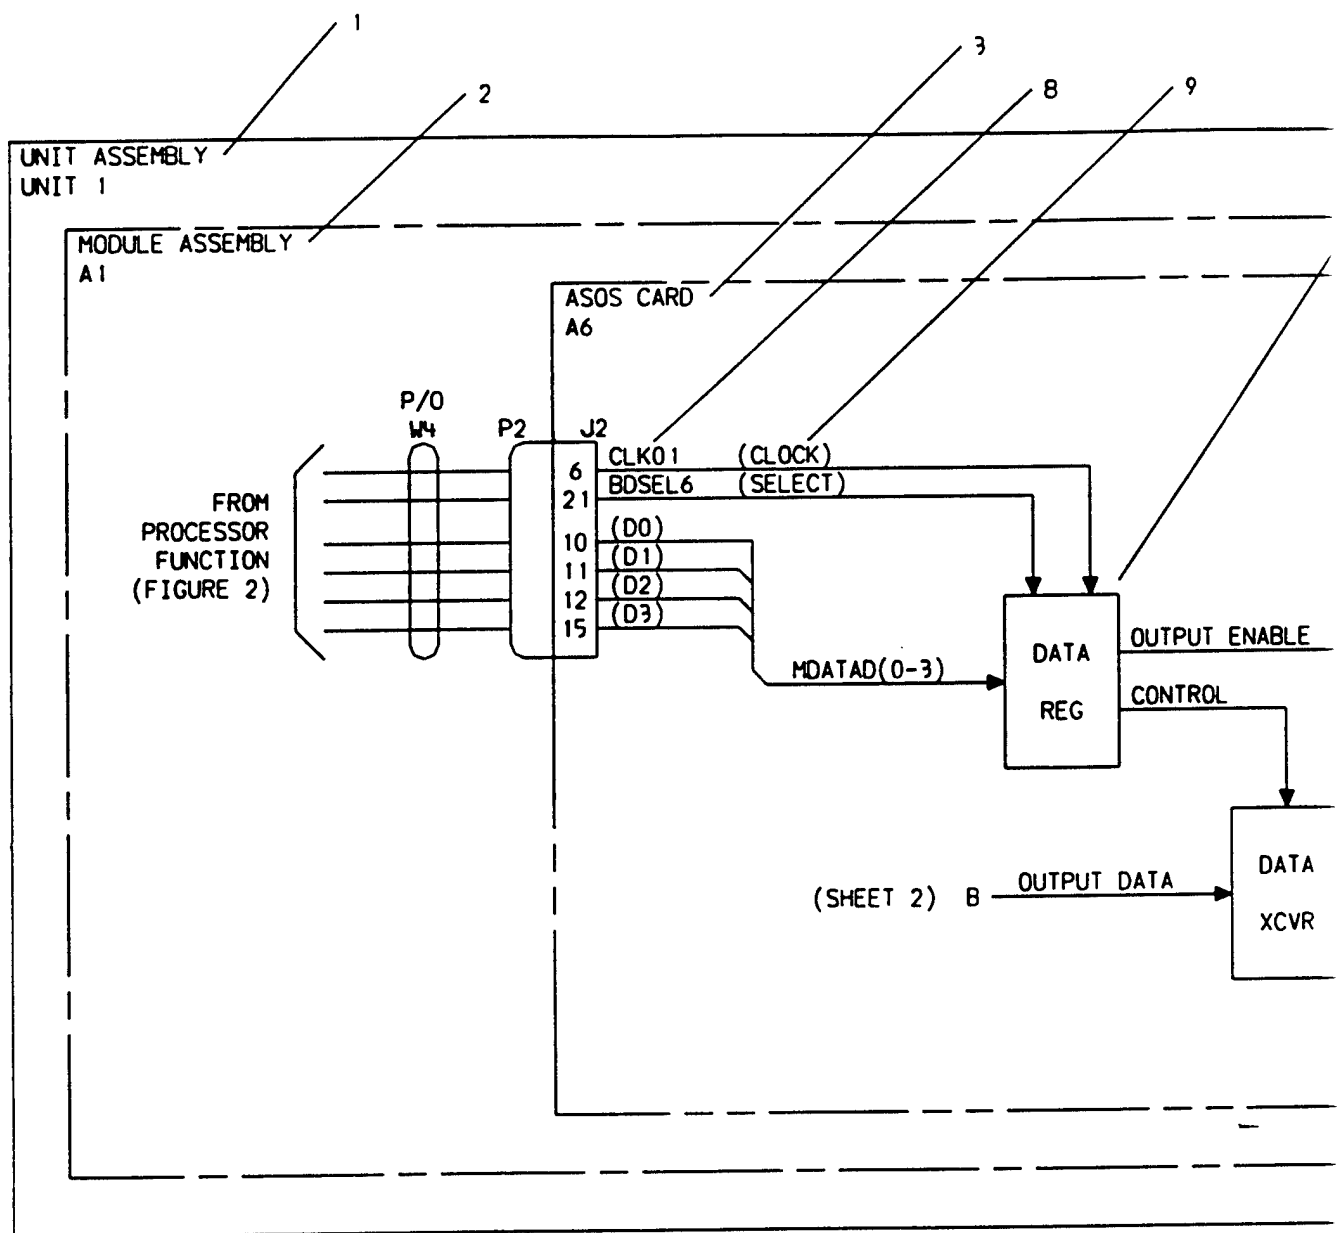 1
2
3
8
9
UNIT ASSEMBLY
UNIT 1
MODULE ASSEMBLY
A1
ASOS CARD
A6
P/O
W4
P2
J2
FROM
PROCESSOR
FUNCTION
(FIGURE 2)
6
CLK01 (CLOCK)
21
BDSEL6 (SELECT)
10
(D0)
11
(D1)
12
(D2)
15
(D3)
MDATAD(0-3)
DATA
REG
OUTPUT ENABLE
CONTROL
(SHEET 2) B
OUTPUT DATA
DATA
XCVR